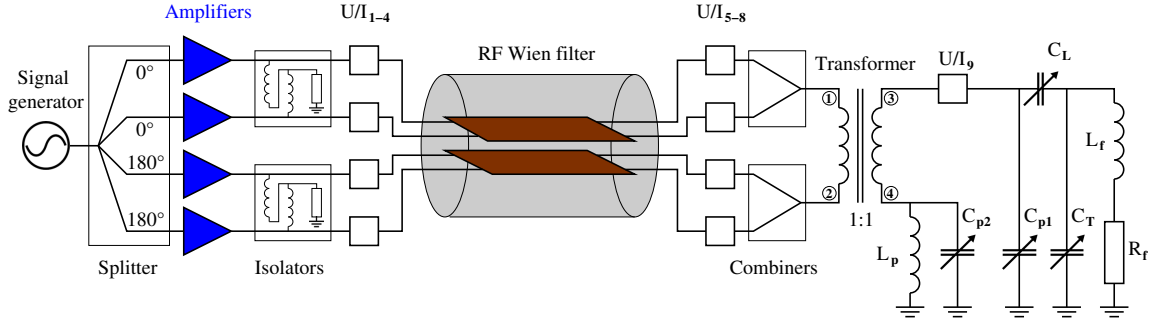 Amplifiers
U/I1–4
U/I5–8
RF Wien filter
Signal
generator
0°
0°
180°
180°
Splitter
Isolators
Combiners
Transformer
①
②
③
④
1:1
U/I9
CL
Lf
Lp
Cp2
Cp1
CT
Rf